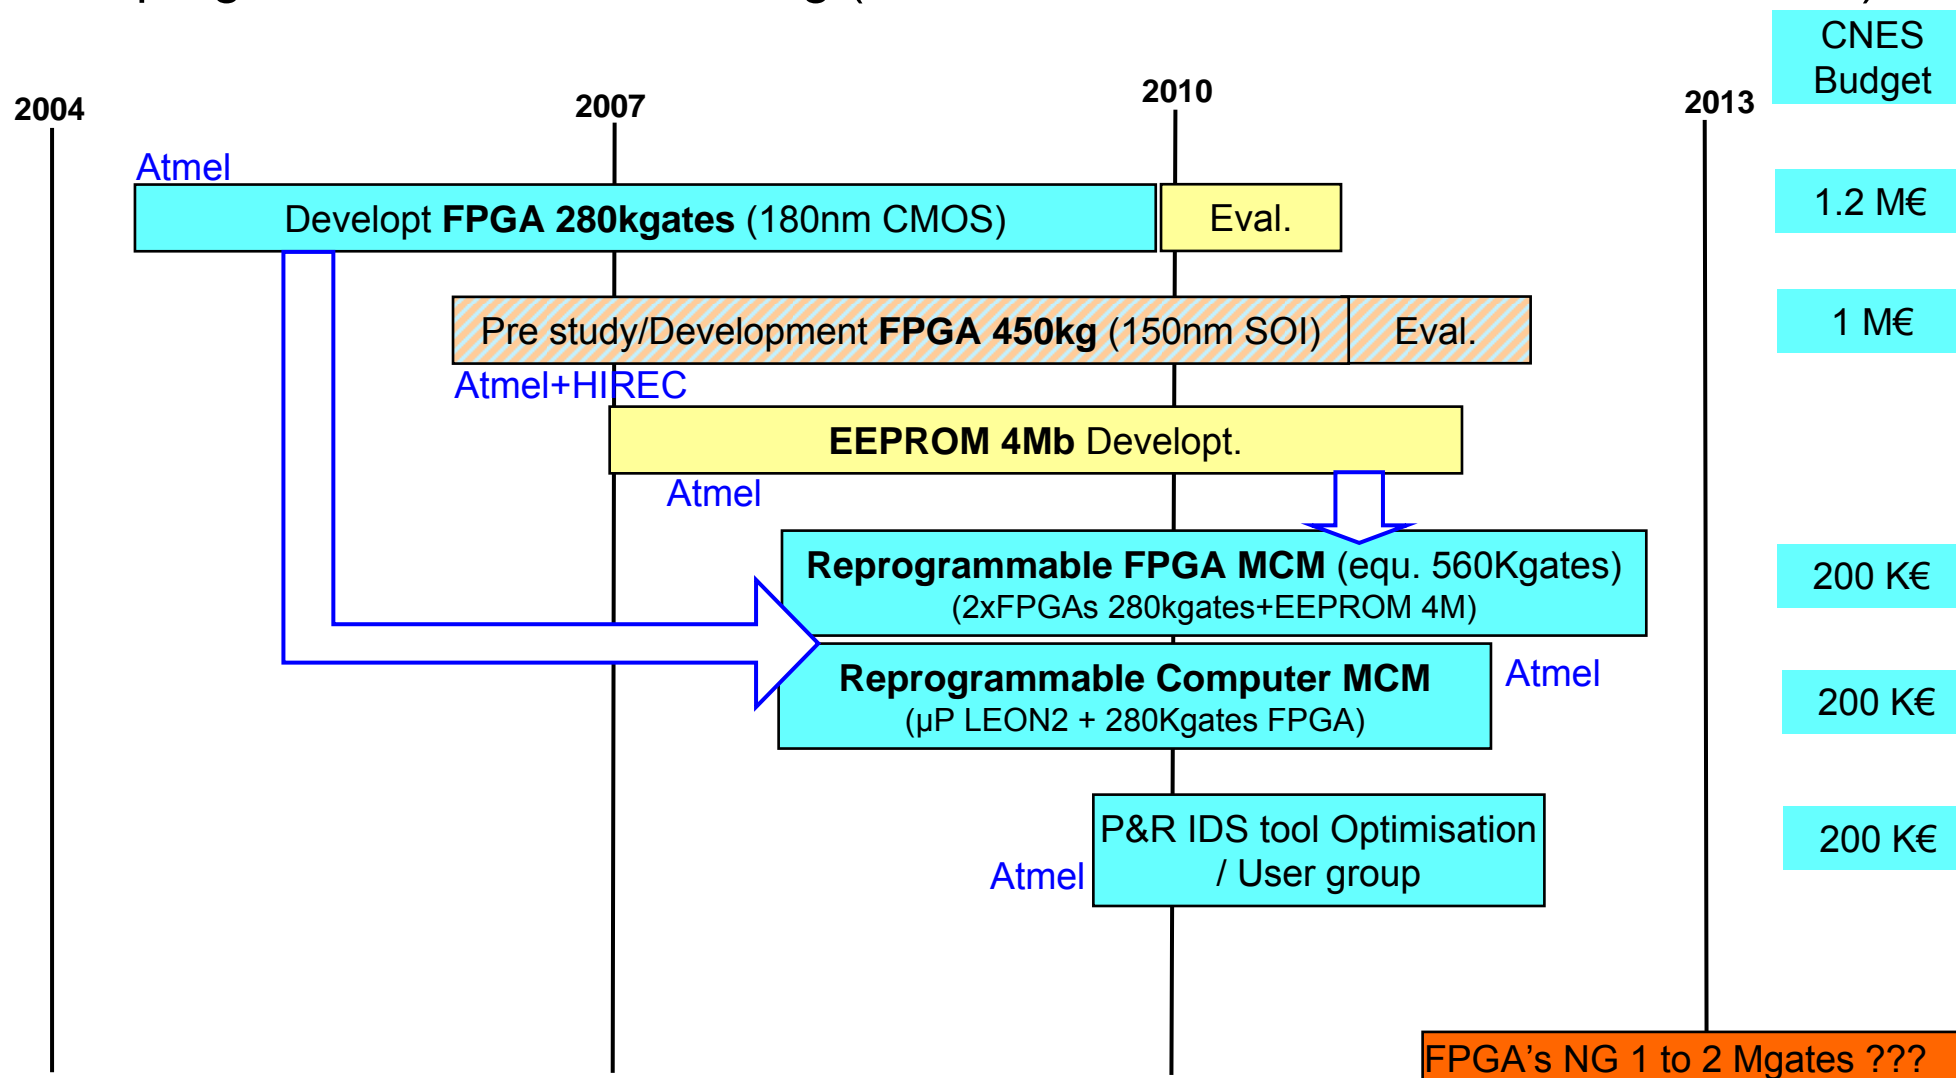 CNES
Budget
2004
2007
2010
2013
Atmel
Developt FPGA 280kgates (180nm CMOS)
Eval.
1.2 M€
Pre study/Development FPGA 450kg (150nm SOI)
Eval.
1 M€
Atmel+HIREC
EEPROM 4Mb Developt.
Atmel
Reprogrammable FPGA MCM (equ. 560Kgates)
(2xFPGAs 280kgates+EEPROM 4M)
200 K€
Reprogrammable Computer MCM
(µP LEON2 + 280Kgates FPGA)
Atmel
200 K€
P&R IDS tool Optimisation
/ User group
Atmel
200 K€
FPGA's NG 1 to 2 Mgates ???